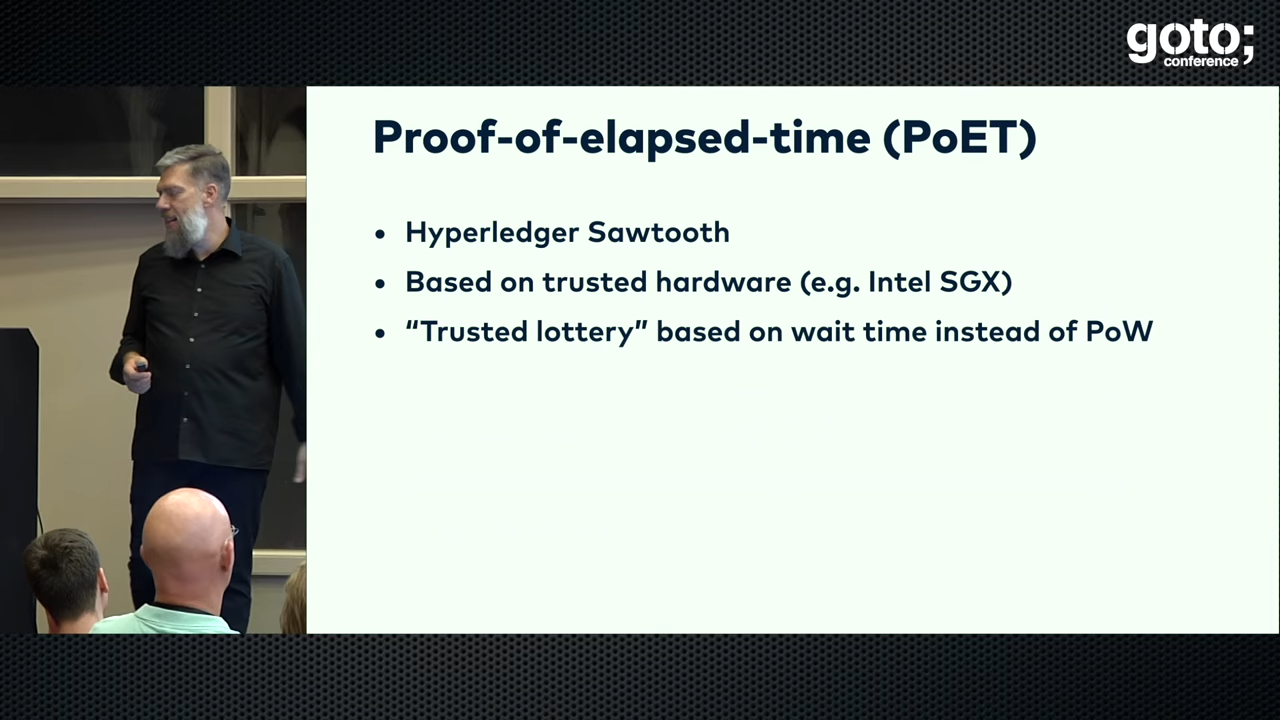 goto;
conference
Proof-of-elapsed-time (PoET)
• Hyperledger Sawtooth
• Based on trusted hardware (e.g. Intel SGX)
• “Trusted lottery” based on wait time instead of PoW